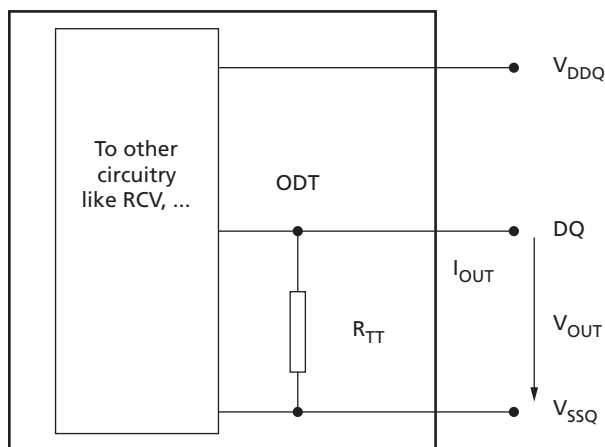 To other
circuitry
like RCV, ...
ODT
R_TT
V_DDQ
DQ
I_OUT
V_OUT
V_SSQ